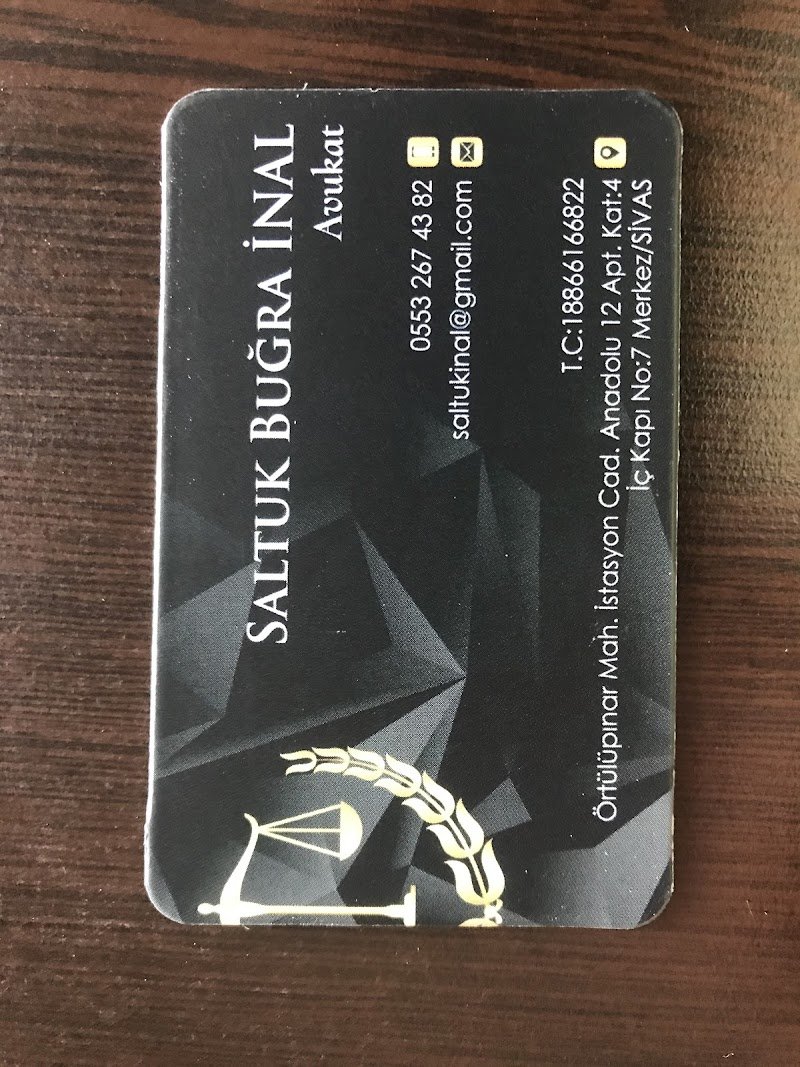 SALTUK BUĞRA İNAL
Avukat
0553 267 43 82
saltukinal@gmail.com
T.C:18866166822
Örtülüpınar Mah. İstasyon Cad. Anadolu 12 Apt. Kat:4
İç Kapı No:7 Merkez/SİVAS